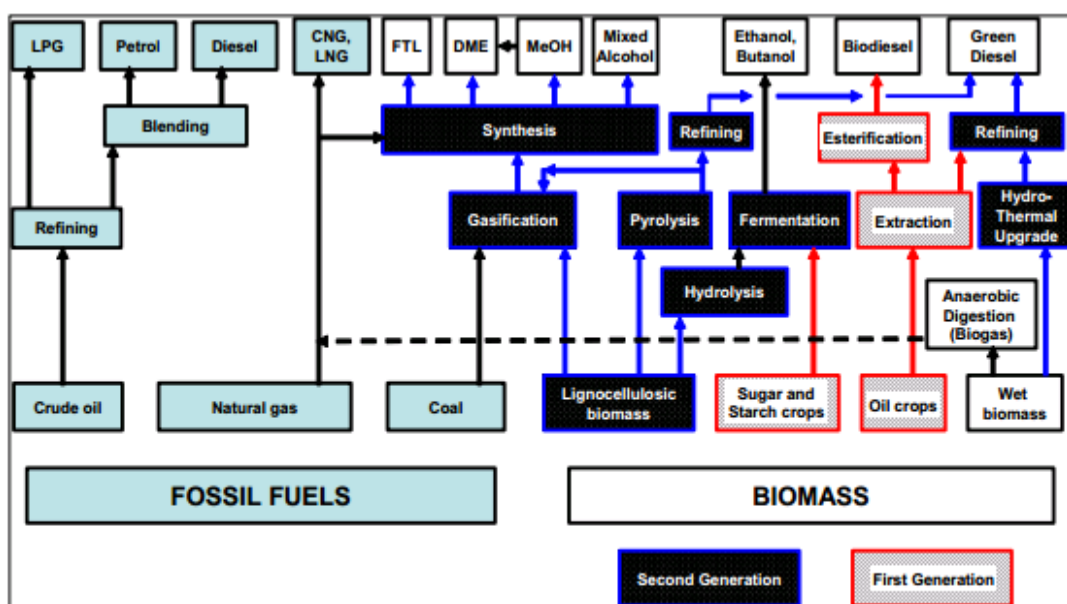 LPG
Petrol
Diesel
CNG,
LNG
FTL
DME
MeOH
Mixed
Alcohol
Ethanol,
Butanol
Biodiesel
Green
Diesel
Blending
Synthesis
Refining
Esterification
Refining
Refining
Gasification
Pyrolysis
Fermentation
Extraction
Hydro-
Thermal
Upgrade
Hydrolysis
Anaerobic
Digestion
(Biogas)
Crude oil
Natural gas
Coal
Lignocellulosic
biomass
Sugar and
Starch crops
Oil crops
Wet
biomass
FOSSIL FUELS
BIOMASS
Second Generation
First Generation